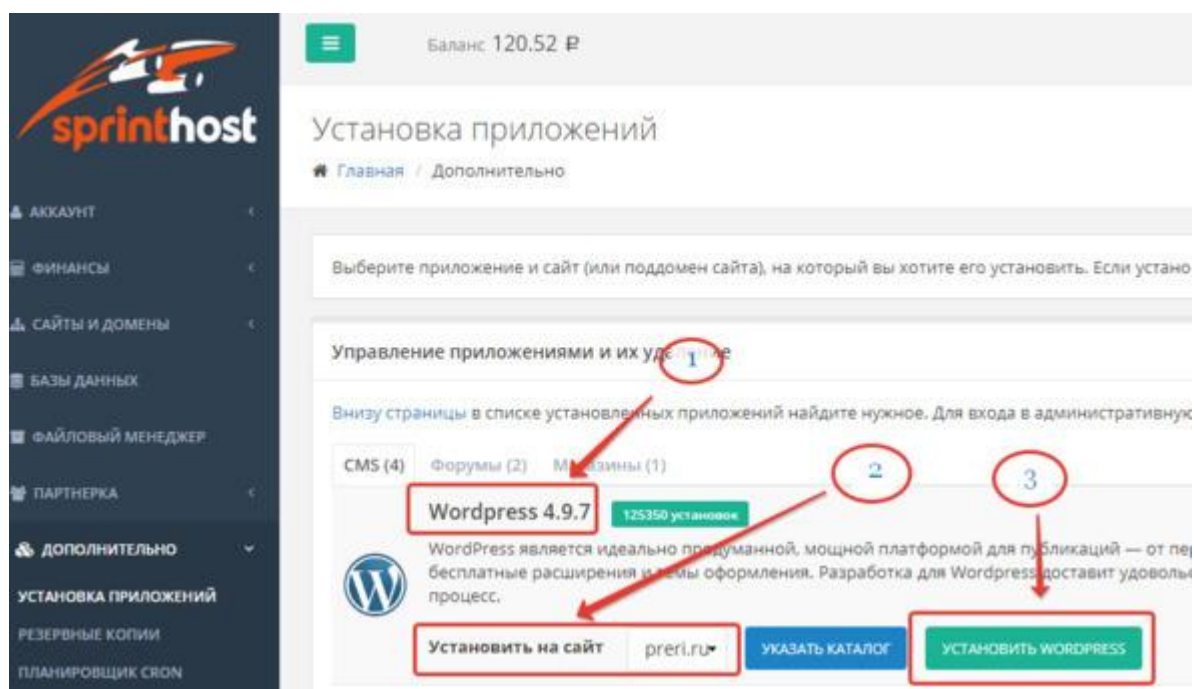 sprinthost
Баланс 120.52 ₽
Установка приложений
Главная / Дополнительно
АККАУНТ
ФИНАНСЫ
САЙТЫ И ДОМЕНЫ
БАЗЫ ДАННЫХ
ФАЙЛОВЫЙ МЕНЕДЖЕР
ПАРТНЕРКА
ДОПОЛНИТЕЛЬНО
УСТАНОВКА ПРИЛОЖЕНИЙ
РЕЗЕРВНЫЕ КОПИИ
ПЛАНИРОВЩИК CRON
Выберите приложение и сайт (или поддомен сайта), на который вы хотите его установить. Если устано
Управление приложениями и их удаление
1
Внизу страницы в списке установленных приложений найдите нужное. Для входа в административную
CMS (4) Форумы (2) Магазины (1)
2
3
Wordpress 4.9.7 125350 установок
WordPress является идеально продуманной, мощной платформой для публикаций — от пер
бесплатные расширения и темы оформления. Разработка для Wordpress доставит удоволь
процесс.
Установить на сайт preri.ru УКАЗАТЬ КАТАЛОГ УСТАНОВИТЬ WORDPRESS